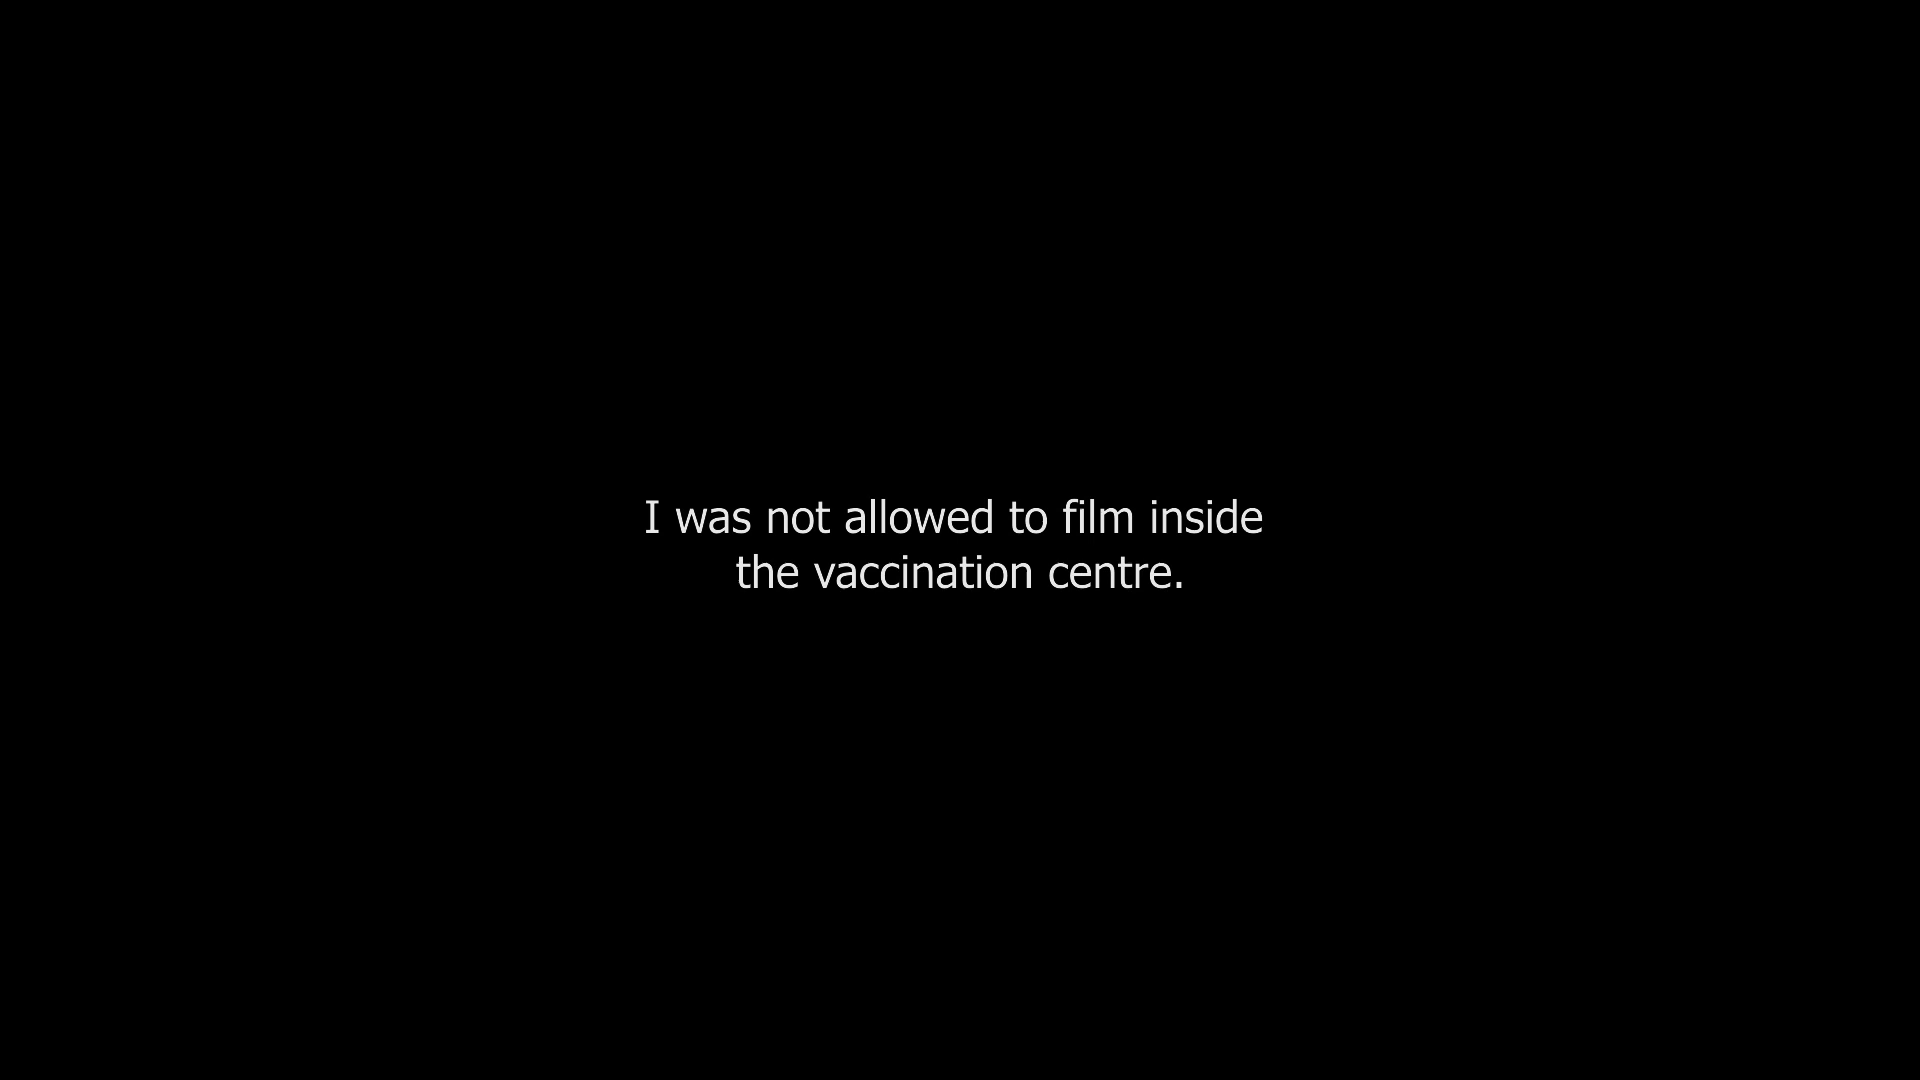 I was not allowed to film inside
the vaccination centre.